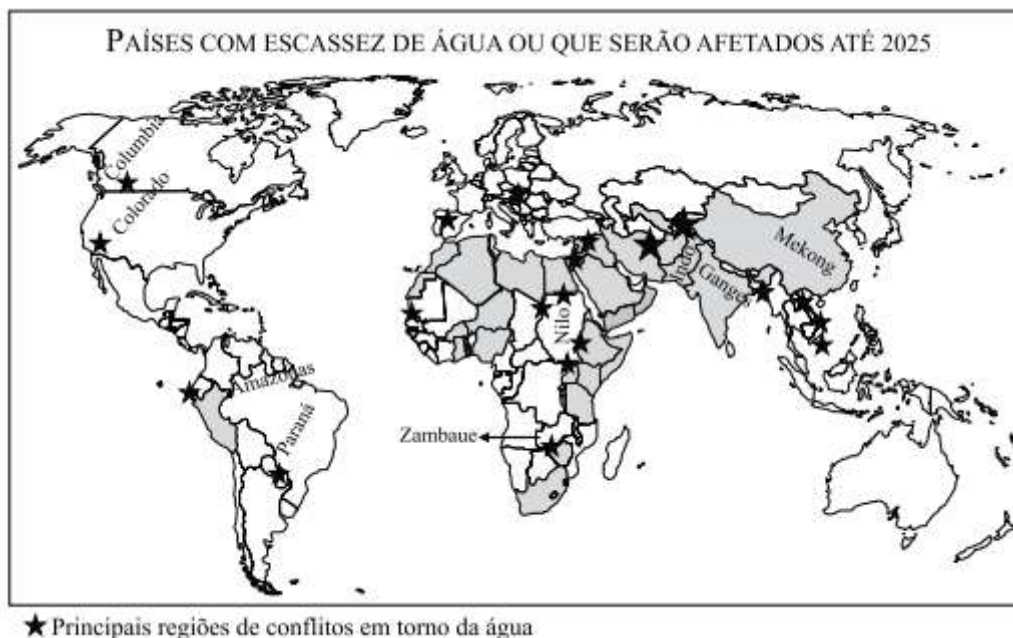 PAÍSES COM ESCASSEZ DE ÁGUA OU QUE SERÃO AFETADOS ATÉ 2025
Columbia
Colorado
Mekong
Indo
Ganges
Nilo
Amazonas
Paraná
Zambaue
★ Principais regiões de conflitos em torno da água